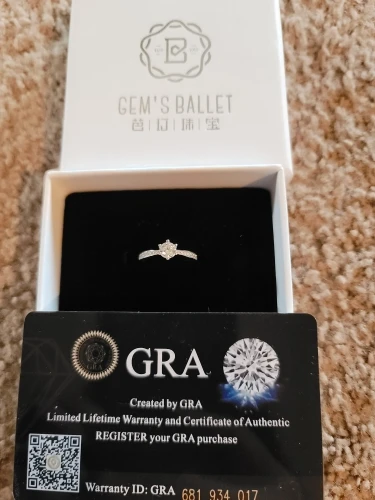 GEM'S BALLET
芭|蕾|珠|宝
GRA
Created by GRA
Limited Lifetime Warranty and Certificate of Authentic
REGISTER your GRA purchase
Warranty ID: GRA 681 934 017